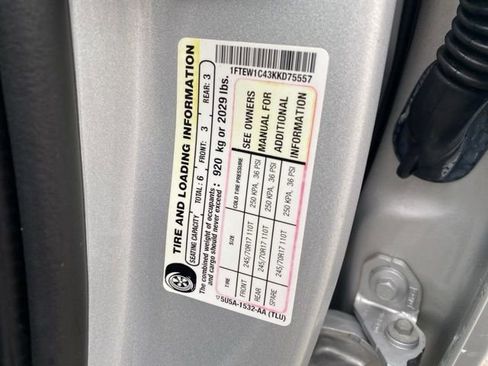 TIRE AND LOADING INFORMATION
SEATING CAPACITY TOTAL: 6 FRONT: 3 REAR: 3
The combined weight of occupants and cargo should never exceed: 920 kg or 2029 lbs.
TIRE SIZE COLD TIRE PRESSURE
FRONT 245/70R17 110T 250 KPA, 36 PSI
REAR 245/70R17 110T 250 KPA, 36 PSI
SPARE 245/70R17 110T 250 KPA, 36 PSI
SEE OWNERS
MANUAL FOR
ADDITIONAL
INFORMATION
5U5A-1532-AA (TLU)
1FTEW1C43KKD75557